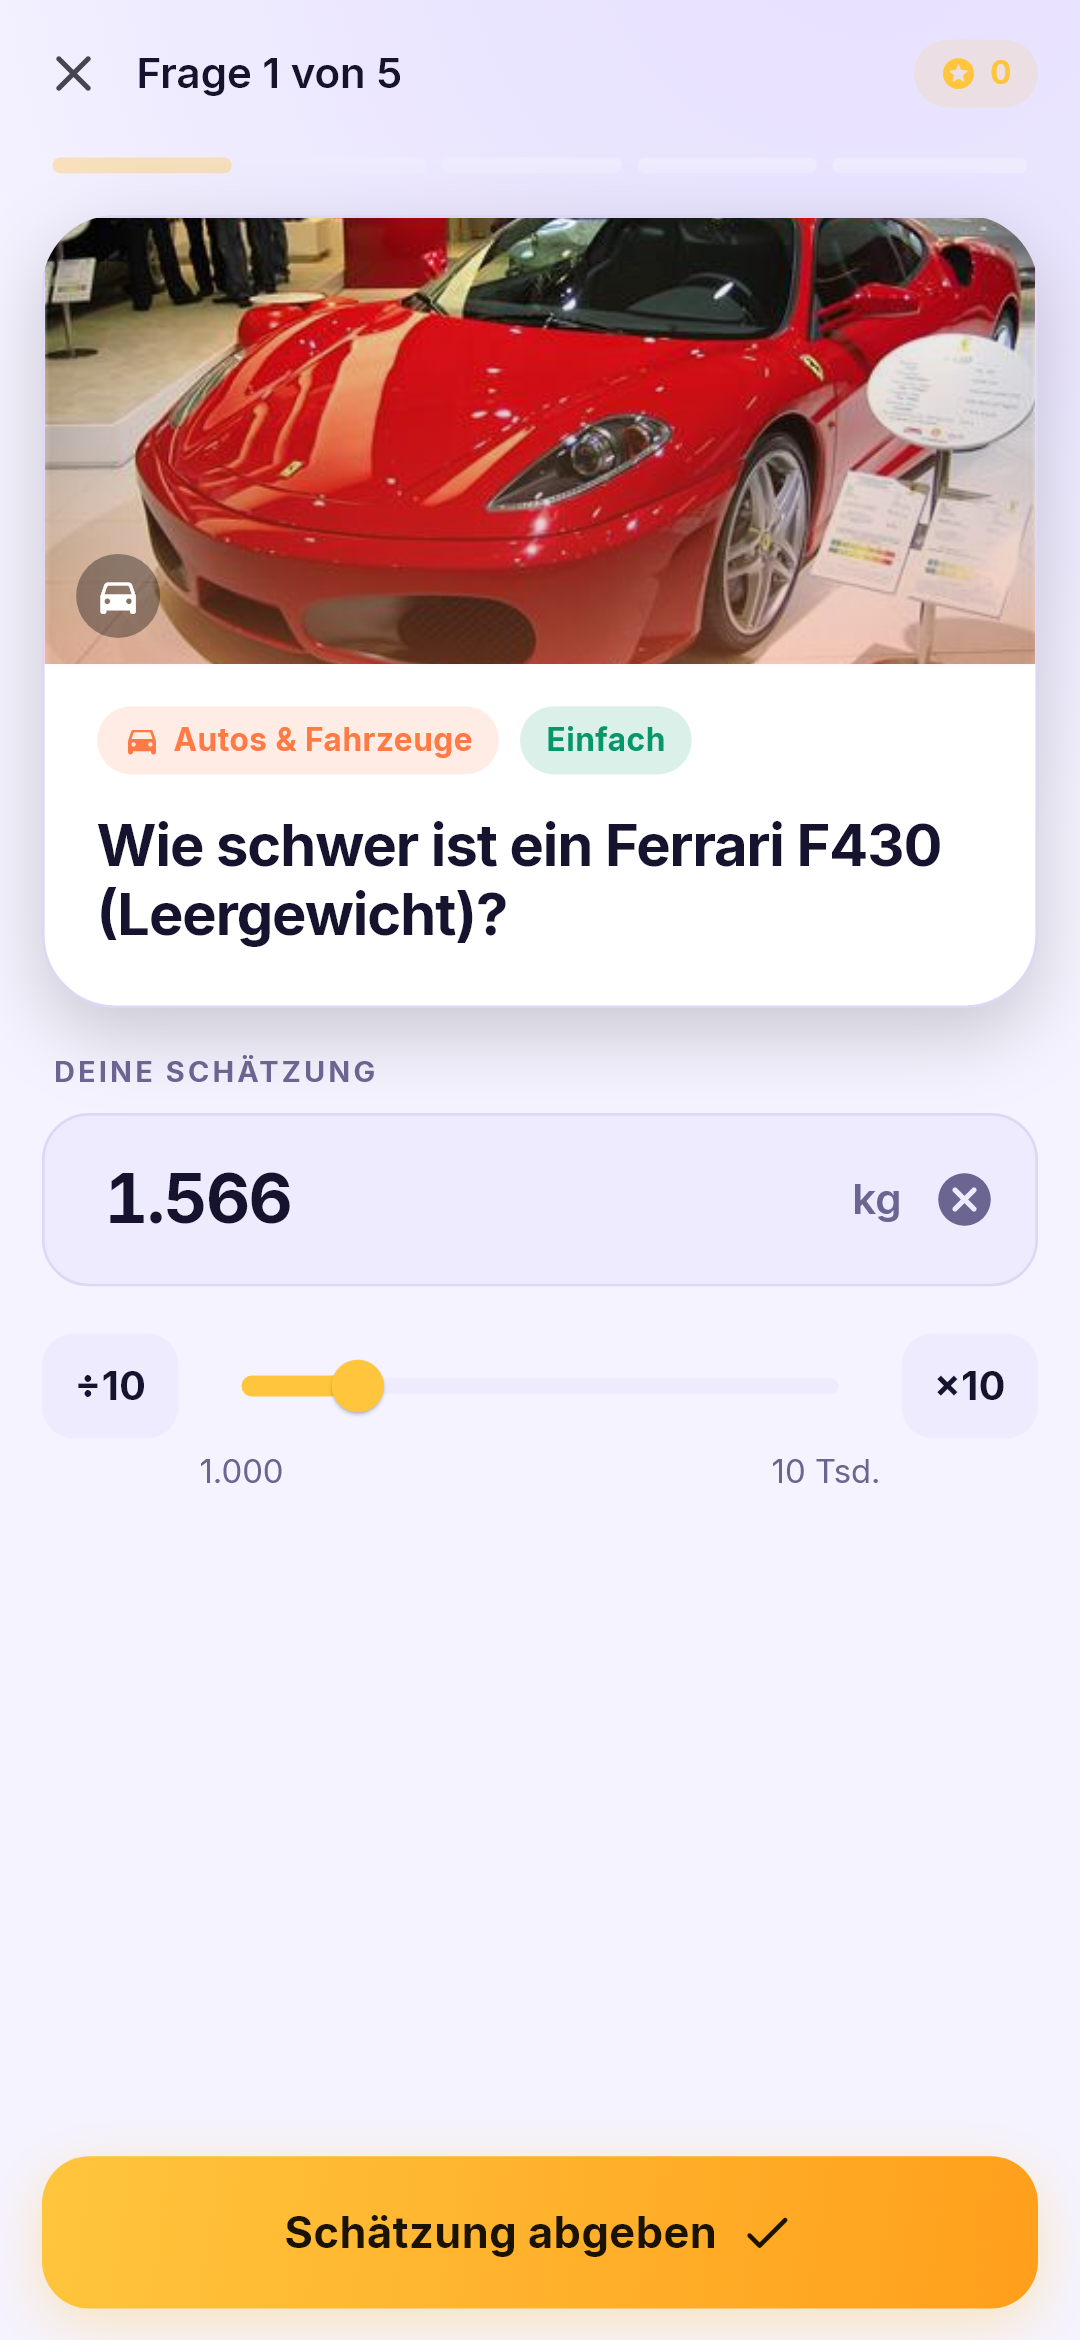 Frage 1 von 5
0
Autos & Fahrzeuge
Einfach
Wie schwer ist ein Ferrari F430
(Leergewicht)?
DEINE SCHÄTZUNG
1.566
kg
÷10
×10
1.000
10 Tsd.
Schätzung abgeben